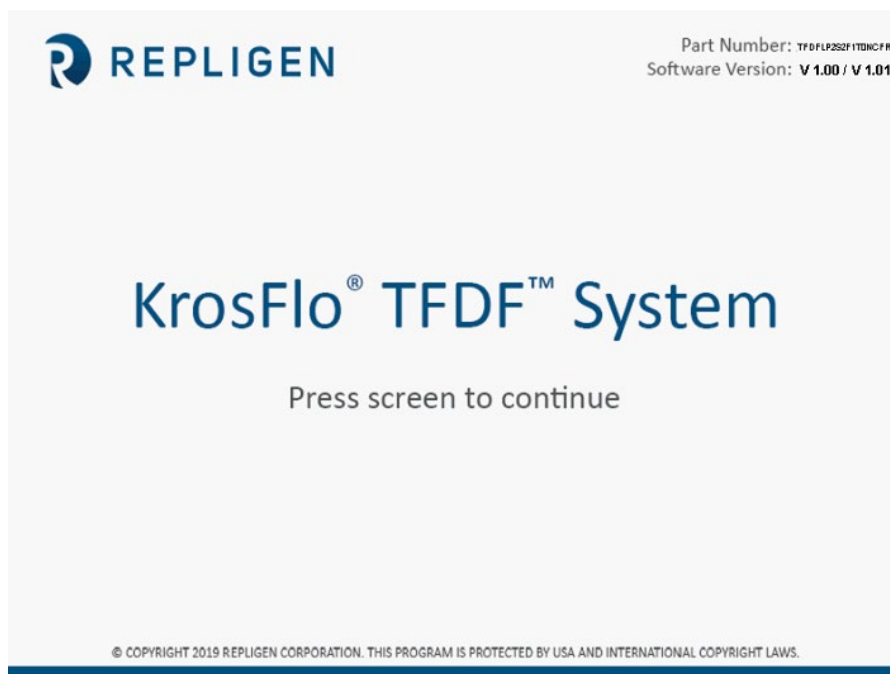 REPLIGEN
Part Number: TFDFLP2S2F1TDNCFR
Software Version: V 1.00 / V 1.01
KrosFlo® TFDF™ System
Press screen to continue
© COPYRIGHT 2019 REPLIGEN CORPORATION. THIS PROGRAM IS PROTECTED BY USA AND INTERNATIONAL COPYRIGHT LAWS.